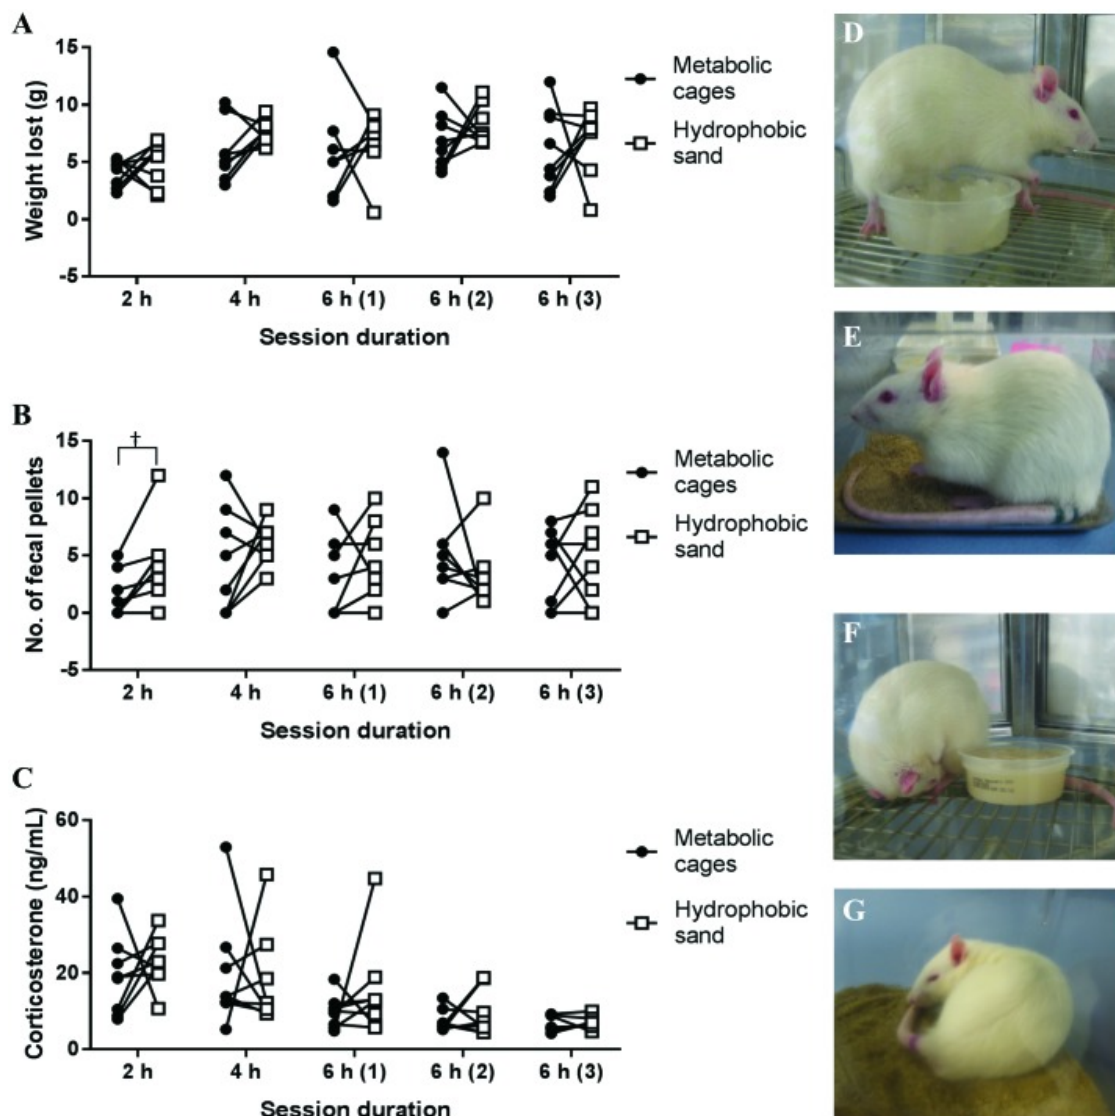 A
15
10
5
0
-5
Weight lost (g)
2 h
4 h
6 h (1)
6 h (2)
6 h (3)
Session duration
Metabolic
cages
Hydrophobic
sand
B
†
15
10
5
0
-5
No. of fecal pellets
2 h
4 h
6 h (1)
6 h (2)
6 h (3)
Session duration
Metabolic
cages
Hydrophobic
sand
C
60
40
20
0
Corticosterone (ng/mL)
2 h
4 h
6 h (1)
6 h (2)
6 h (3)
Session duration
Metabolic
cages
Hydrophobic
sand
D
E
F
G